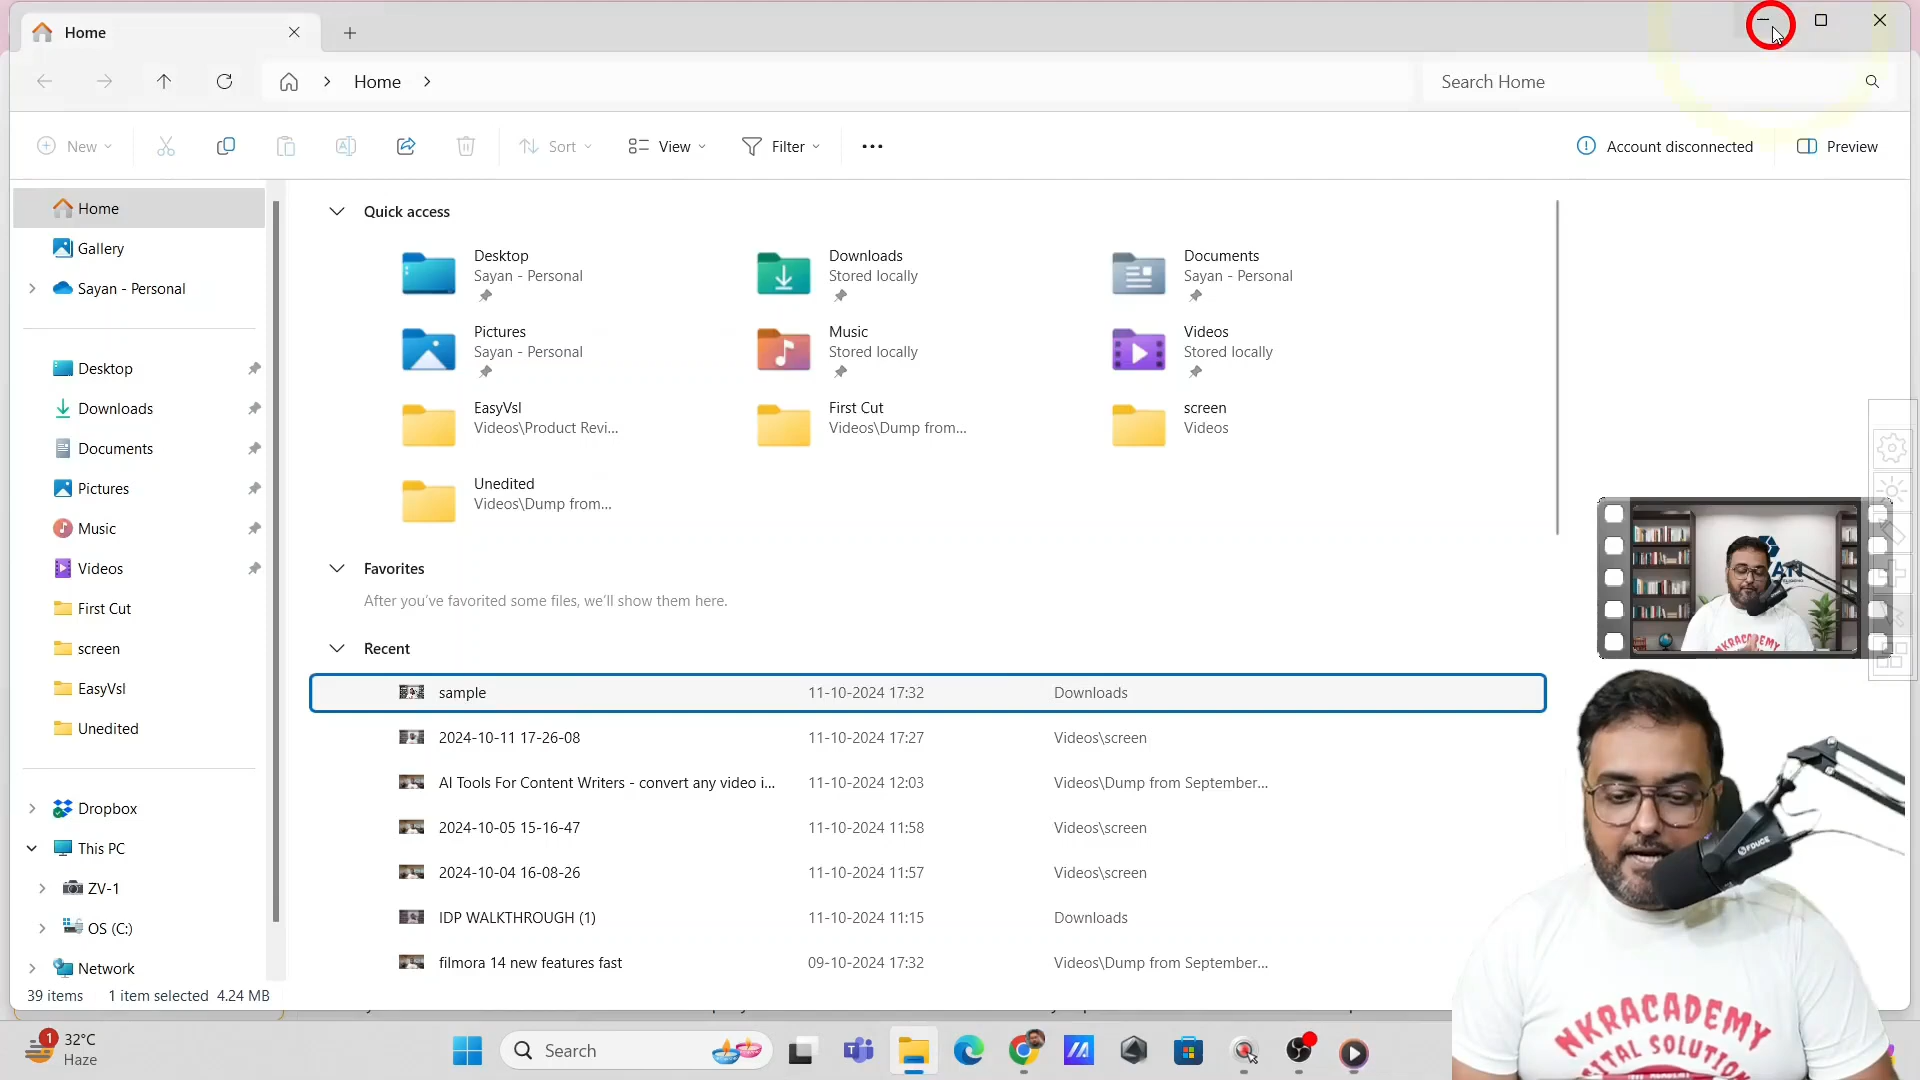 Home
Home
Search Home
New
Sort
View
Filter
Account disconnected
Preview
Home
Gallery
Sayan - Personal
Desktop
Downloads
Documents
Pictures
Music
Videos
First Cut
screen
EasyVsl
Unedited
Dropbox
This PC
ZV-1
OS (C:)
Network
39 items 1 item selected 4.24 MB
Quick access
Desktop
Sayan - Personal
Downloads
Stored locally
Documents
Sayan - Personal
Pictures
Sayan - Personal
Music
Stored locally
Videos
Stored locally
EasyVsl
Videos\Product Revi...
First Cut
Videos\Dump from...
screen
Videos
Unedited
Videos\Dump from...
Favorites
After you've favorited some files, we'll show them here.
Recent
sample 11-10-2024 17:32 Downloads
2024-10-11 17-26-08 11-10-2024 17:27 Videos\screen
AI Tools For Content Writers - convert any video i... 11-10-2024 12:03 Videos\Dump from September...
2024-10-05 15-16-47 11-10-2024 11:58 Videos\screen
2024-10-04 16-08-26 11-10-2024 11:57 Videos\screen
IDP WALKTHROUGH (1) 11-10-2024 11:15 Downloads
filmora 14 new features fast 09-10-2024 17:32 Videos\Dump from September...
NKRACADEMY
FDUCE
NKRACADEMY
1
32°C
Haze
Search